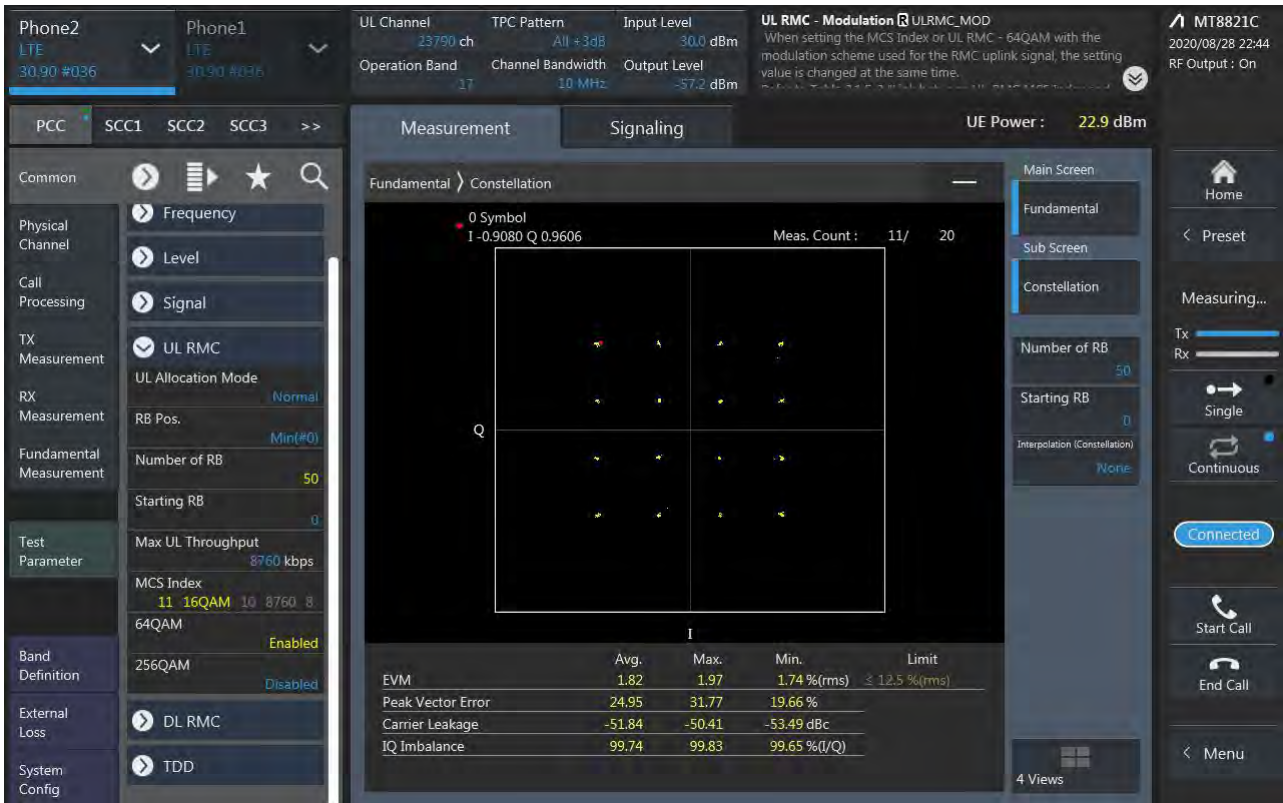 Phone2
LTE
30.90 #036
Phone1
LTE
30.90 #036
UL Channel
23790 ch
Operation Band
17
TPC Pattern
All +3dB
Channel Bandwidth
10 MHz
Input Level
30.0 dBm
Output Level
-57.2 dBm
UL RMC - Modulation R ULRMC_MOD
When setting the MCS Index or UL RMC - 64QAM with the
modulation scheme used for the RMC uplink signal, the setting
value is changed at the same time.
MT8821C
2020/08/28 22:44
RF Output : On
PCC SCC1 SCC2 SCC3 >>
Measurement
Signaling
UE Power : 22.9 dBm
Common
Physical
Channel
Call
Processing
TX
Measurement
RX
Measurement
Fundamental
Measurement
Test
Parameter
Band
Definition
External
Loss
System
Config
Frequency
Level
Signal
UL RMC
UL Allocation Mode
Normal
RB Pos.
Min(#0)
Number of RB
50
Starting RB
0
Max UL Throughput
8760 kbps
MCS Index
11 16QAM 10 8760 8
64QAM
Enabled
256QAM
Disabled
DL RMC
TDD
Fundamental 〉 Constellation
0 Symbol
I -0.9080 Q 0.9606
Meas. Count : 11/ 20
Q
I
Avg. Max. Min. Limit
EVM 1.82 1.97 1.74 %(rms) ≤ 12.5 %(rms)
Peak Vector Error 24.95 31.77 19.66 %
Carrier Leakage -51.84 -50.41 -53.49 dBc
IQ Imbalance 99.74 99.83 99.65 %(I/Q)
Main Screen
Fundamental
Sub Screen
Constellation
Number of RB
50
Starting RB
0
Interpolation (Constellation)
None
4 Views
Home
< Preset
Measuring...
Tx
Rx
Single
Continuous
Connected
Start Call
End Call
< Menu